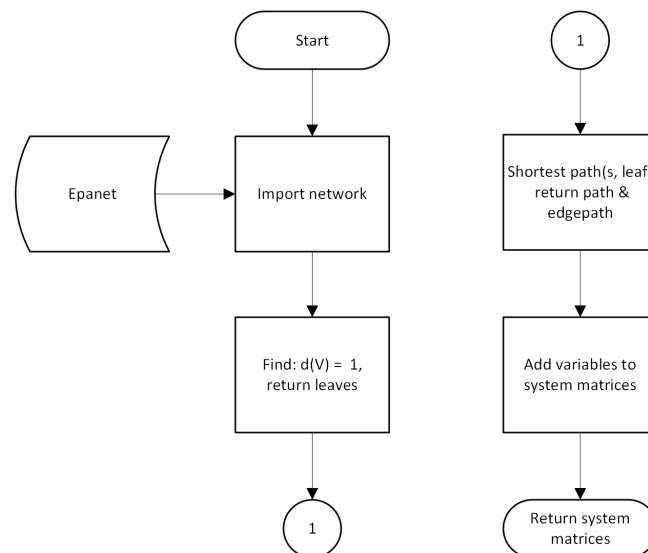 Start
Epanet
Import network
Find: d(V) = 1,
return leaves
1
1
Shortest path(s, leaf
return path &
edgepath
Add variables to
system matrices
Return system
matrices